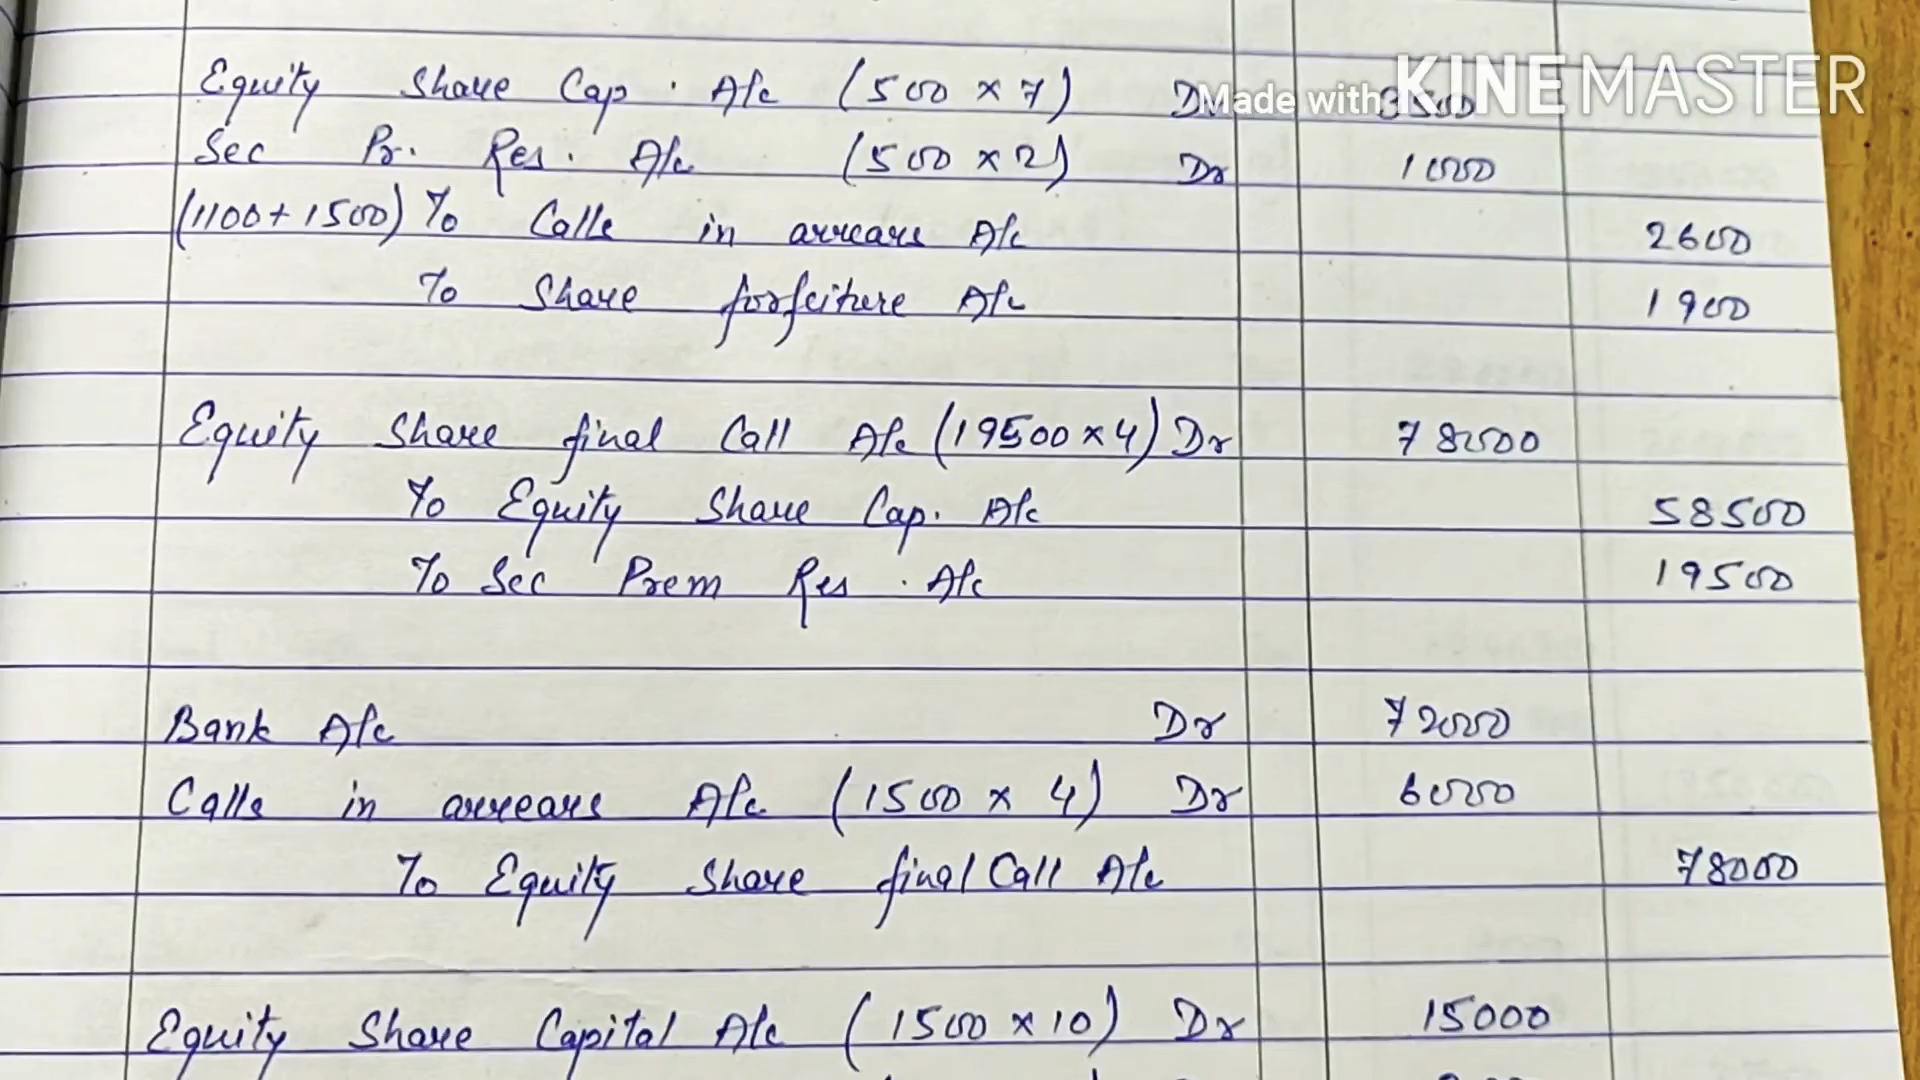 Made with KINEMASTER
Equity Share Cap. A/c (500 × 7) Dr 3500
Sec Pr. Res. A/c (500 × 2) Dr 1000
(1100+1500) To Calls in arrears A/c 2600
To Share forfeiture A/c 1900
Equity Share final Call A/c (19500×4) Dr 78000
To Equity Share Cap. A/c 58500
To Sec Prem Res. A/c 19500
Bank A/c Dr 72000
Calls in arrears A/c (1500 × 4) Dr 6000
To Equity Share final Call A/c 78000
Equity Share Capital A/c (1500 × 10) Dr 15000